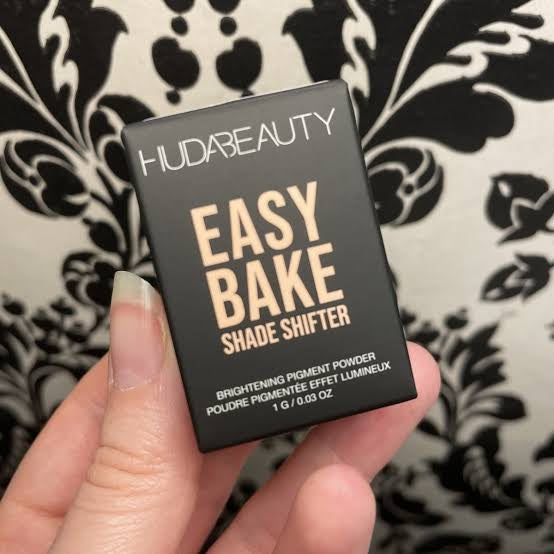 HUDABEAUTY
EASY
BAKE
SHADE SHIFTER
BRIGHTENING PIGMENT POWDER
POUDRE PIGMENTÉE EFFET LUMINEUX
1 G / 0.03 OZ